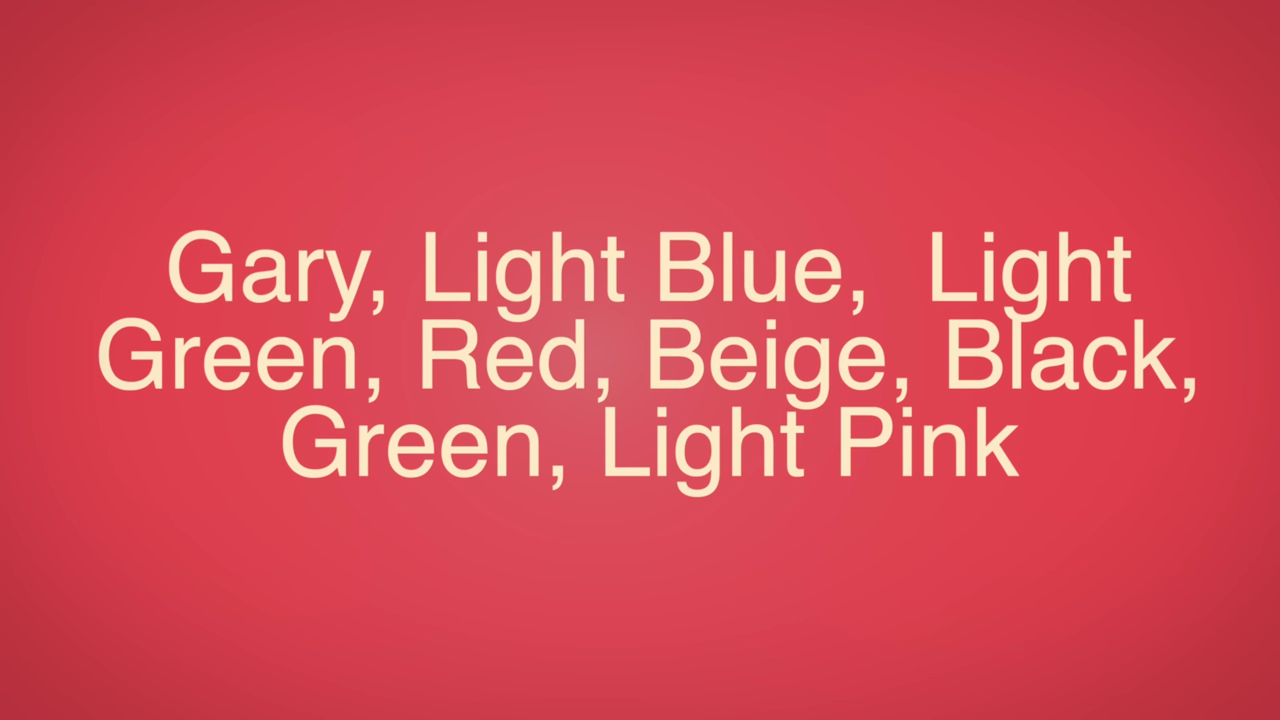 Gary, Light Blue,  Light
Green, Red, Beige, Black,
Green, Light Pink